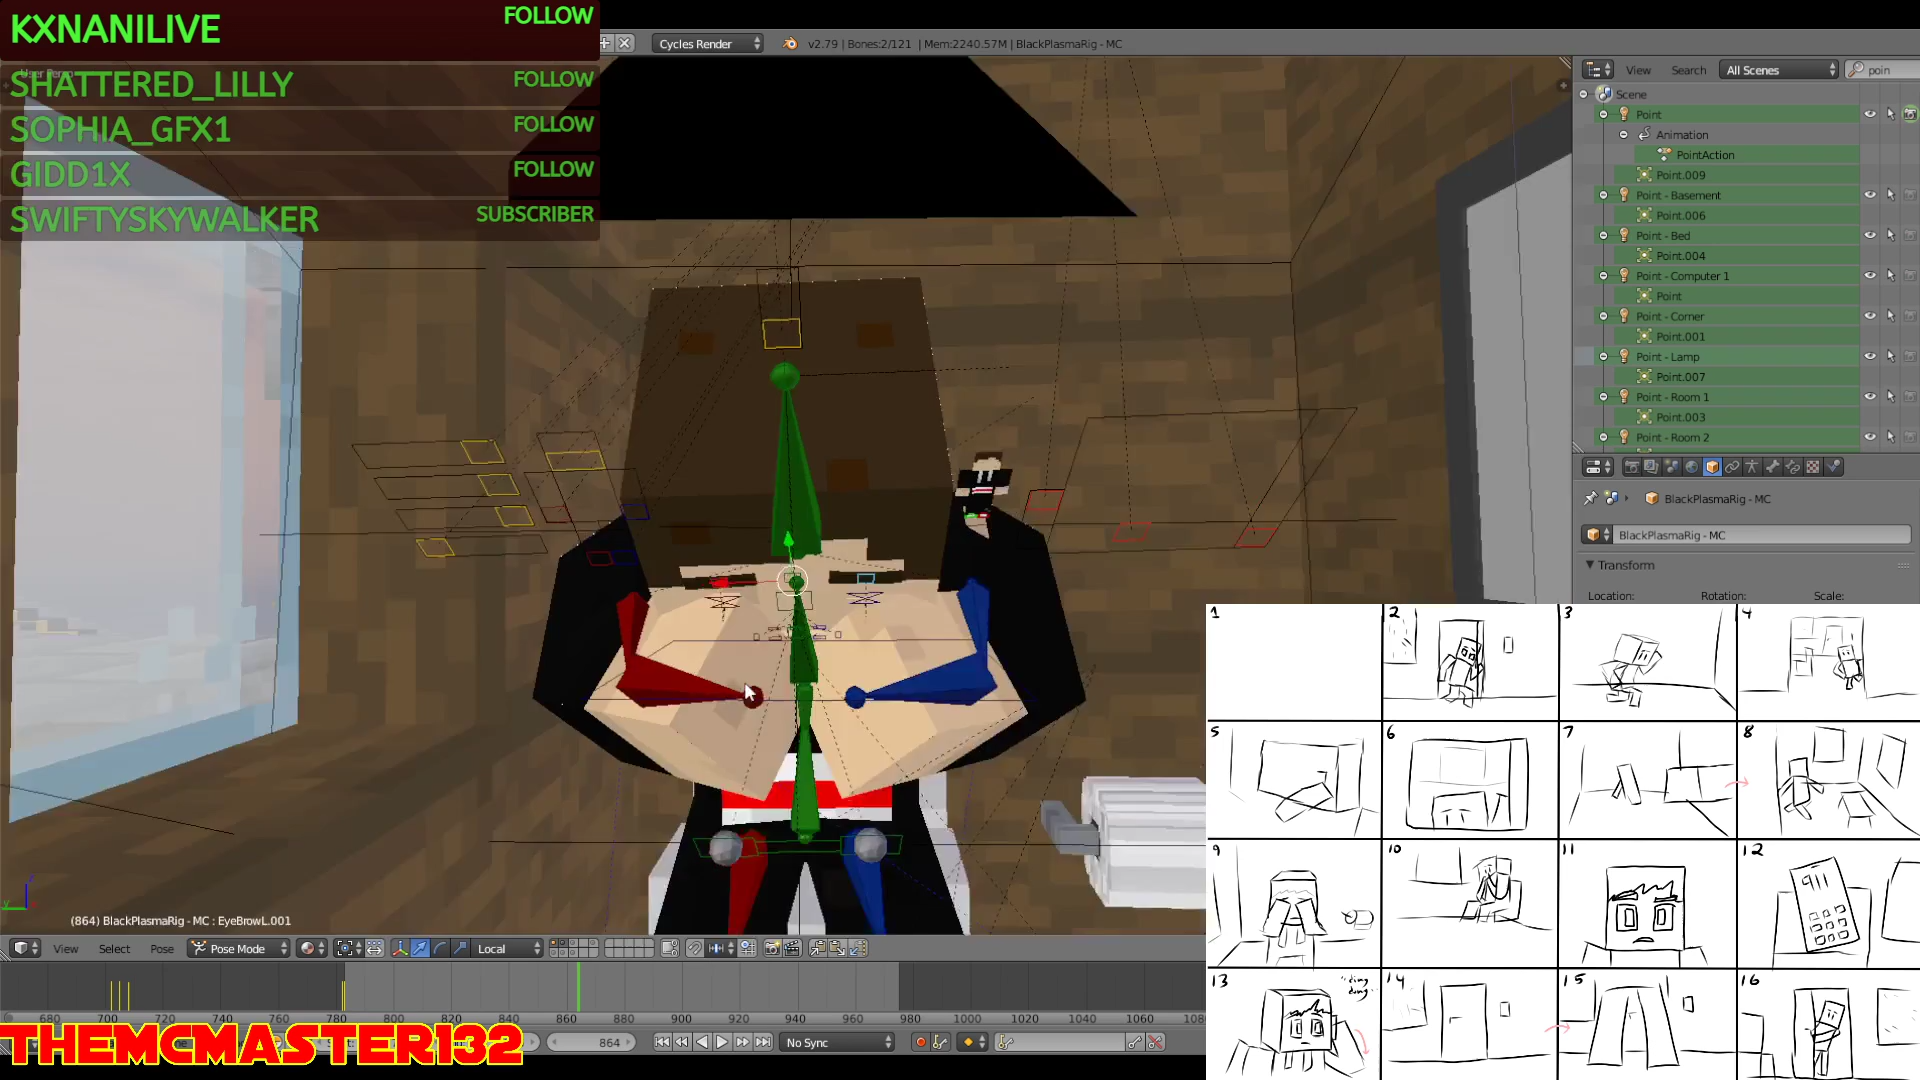 KXNANILIVE FOLLOW
SHATTERED_LILLY FOLLOW
SOPHIA_GFX1 FOLLOW
GIDD1X FOLLOW
SWIFTYSKYWALKER SUBSCRIBER
Cycles Render
v2.79 | Bones:2/121 | Mem:2240.57M | BlackPlasmaRig - MC
View Search All Scenes poin
Scene
Point
Animation
PointAction
Point.009
Point - Basement
Point.006
Point - Bed
Point.004
Point - Computer 1
Point
Point - Corner
Point.001
Point - Lamp
Point.007
Point - Room 1
Point.003
Point - Room 2
BlackPlasmaRig - MC
BlackPlasmaRig - MC
Transform
Location: Rotation: Scale:
1 2 3 4
5 6 7 8
9 10 11 12
911
13 14 15 16
"ding dong"
(864) BlackPlasmaRig - MC : EyeBrowL.001
View Select Pose Pose Mode Local
680 700 720 740 760 780 800 820 840 860 880 900 920 940 960 980 1000 1020 1040 1060 108
THEMCMASTER132
864 No Sync